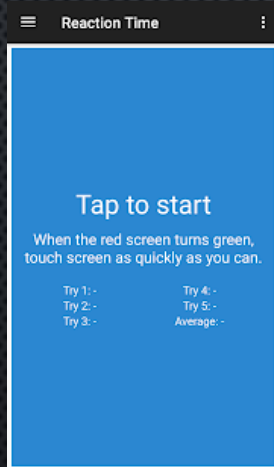 Reaction Time
Tap to start
When the red screen turns green,
touch screen as quickly as you can.
Try 1: - Try 4: -
Try 2: - Try 5: -
Try 3: - Average: -